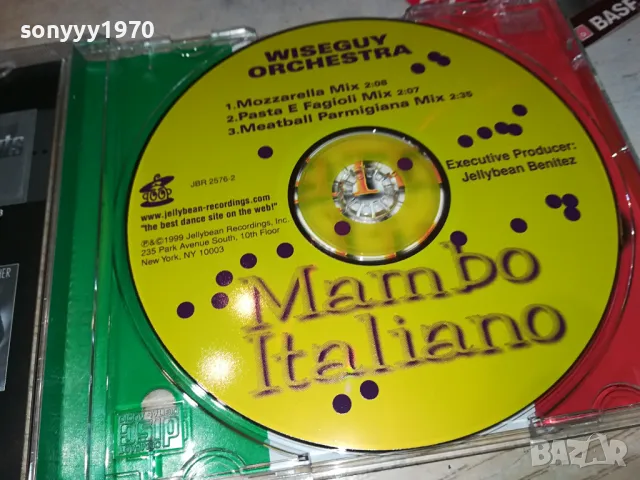 sonyyy1970
BASF
WISEGUY
ORCHESTRA
1.Mozzarella Mix 2:08
2.Pasta E Fagioli Mix 2:07
3.Meatball Parmigiana Mix 2:35
Executive Producer:
Jellybean Benitez
JBR 2576-2
www.jellybean-recordings.com
"the best dance site on the web!"
℗&©1999 Jellybean Recordings, Inc.
235 Park Avenue South, 10th Floor
New York, NY 10003
1
Mambo
Italiano
BAZAR